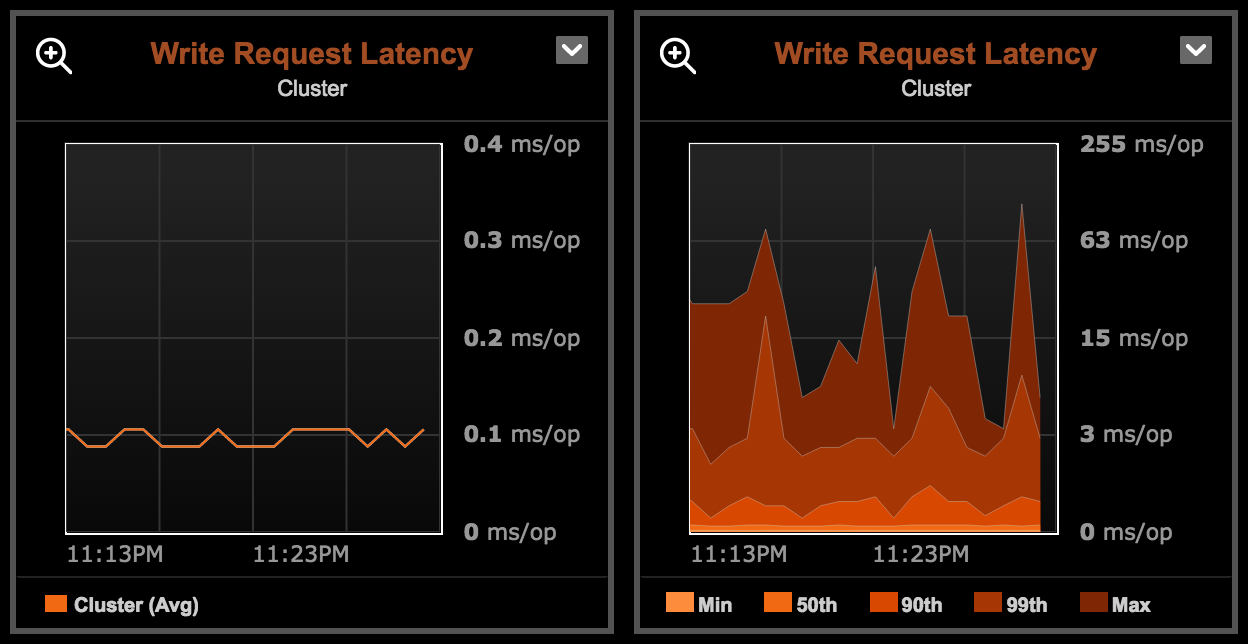 Write Request Latency
Cluster
0.4 ms/op
0.3 ms/op
0.2 ms/op
0.1 ms/op
0 ms/op
11:13PM 11:23PM
Cluster (Avg)
Write Request Latency
Cluster
255 ms/op
63 ms/op
15 ms/op
3 ms/op
0 ms/op
11:13PM 11:23PM
Min 50th 90th 99th Max